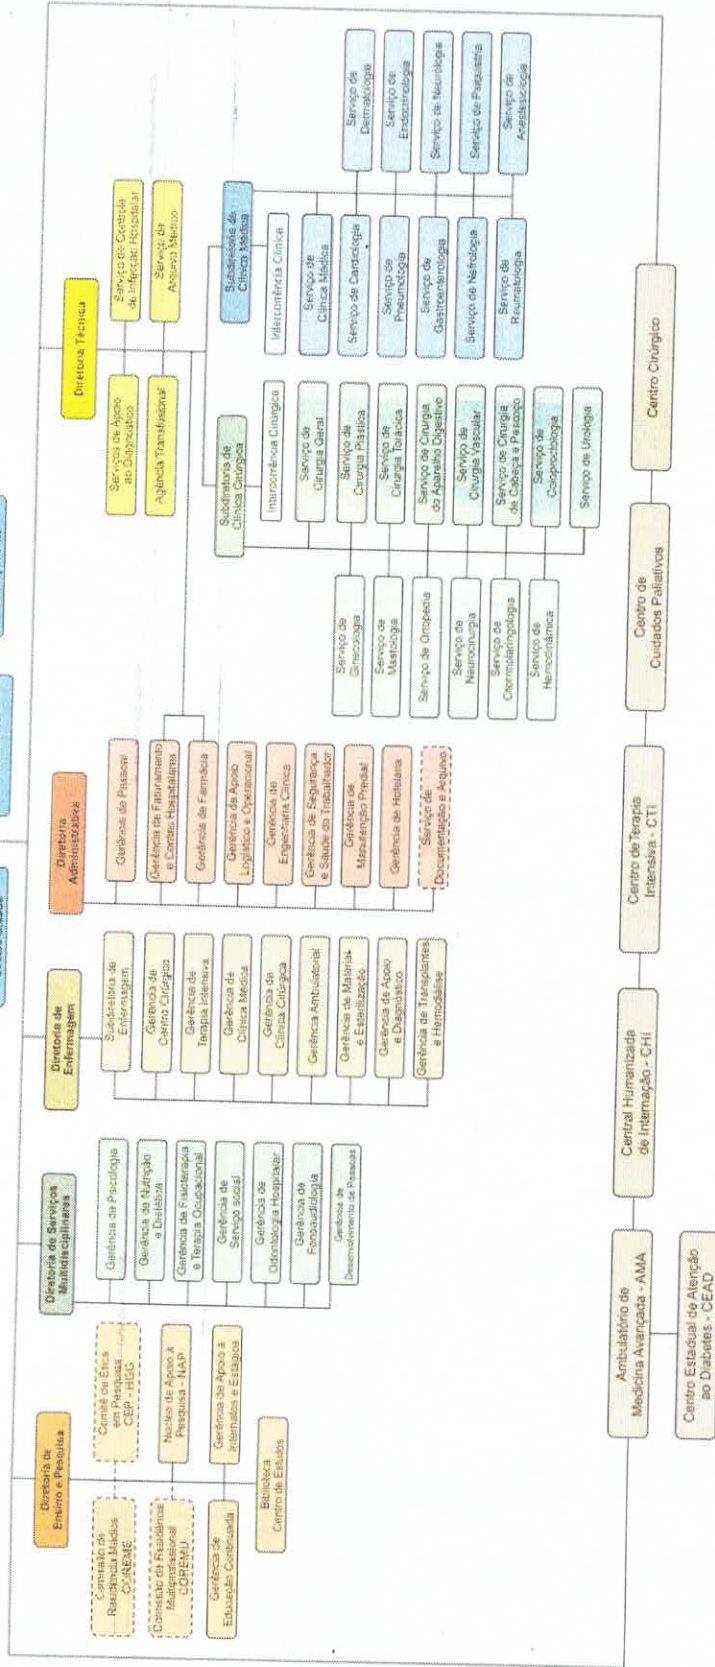 Diretoria de
Ensino e Pesquisa
Comissão de
Residência Médica
COREME
Comitê de Ética
em Pesquisa
CEP - HGG
Comissão de Residência
Multiprofissional
COREMU
Núcleo de Apoio à
Pesquisa - NAP
Gerência de
Educação Continuada
Gerência de Apoio à
Internatos e Estágios
Biblioteca
Centro de Estudos
Diretoria de Serviços
Multidisciplinares
Gerência de Psicologia
Gerência de Nutrição
e Dietética
Gerência de Fisioterapia
e Terapia Ocupacional
Gerência de
Serviço social
Gerência de
Odontologia Hospitalar
Gerência de
Fonoaudiologia
Gerência de
Desenvolvimento de Pessoas
Diretoria de
Enfermagem
Subdiretoria de
Enfermagem
Gerência de
Centro Cirúrgico
Gerência de
Terapia Intensiva
Gerência de
Clínica Médica
Gerência de
Clínica Cirúrgica
Gerência Ambulatorial
Gerência de Material
e Esterilização
Gerência de Apoio
e Diagnóstico
Gerência de Transplantes
e Hemodiálise
Diretoria
Administrativa
Gerência de Pessoal
Gerência de Faturamento
e Contas Hospitalares
Gerência de Farmácia
Gerência de Apoio
Logístico e Operacional
Gerência de
Engenharia Clínica
Gerência de Segurança
e Saúde do Trabalhador
Gerência de
Manutenção Predial
Gerência de Hotelaria
Serviço de
Documentação e Arquivo
Diretoria Técnica
Serviços de Apoio
ao Diagnóstico
Serviço de Controle
de Infecção Hospitalar
Agência Transfusional
Serviço de
Arquivo Médico
Subdiretoria de
Clínica Cirúrgica
Intercorrência Cirúrgica
Serviço de
Cirurgia Geral
Serviço de
Ginecologia
Serviço de
Cirurgia Plástica
Serviço de
Mastologia
Serviço de
Cirurgia Torácica
Serviço de Ortopedia
Serviço de Cirurgia
do Aparelho Digestivo
Serviço de
Neurocirurgia
Serviço de
Cirurgia Vascular
Serviço de
Otorrinolaringologia
Serviço de Cirurgia
de Cabeça e Pescoço
Serviço de
Hemodinâmica
Serviço de
Coloproctologia
Serviço de Urologia
Subdiretoria de
Clínica Médica
Intercorrência Clínica
Serviço de
Clínica Médica
Serviço de Cardiologia
Serviço de
Dermatologia
Serviço de
Pneumologia
Serviço de
Endocrinologia
Serviço de
Gastroenterologia
Serviço de Neurologia
Serviço de Nefrologia
Serviço de Psiquiatria
Serviço de
Reumatologia
Serviço de
Anestesiologia
Ambulatório de
Medicina Avançada - AMA
Central Humanizada
de Internação - CHI
Centro de Terapia
Intensiva - CTI
Centro de
Cuidados Paliativos
Centro Cirúrgico
Centro Estadual de Atenção
ao Diabetes - CEAD